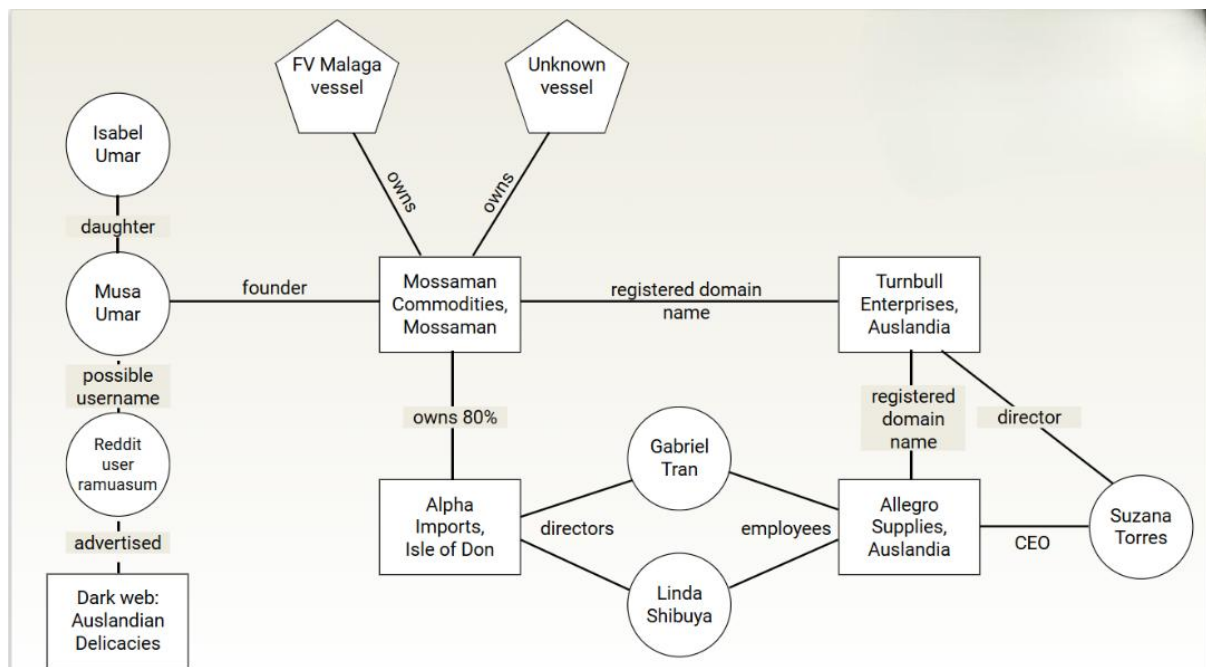 FV Malaga
vessel
Unknown
vessel
Isabel
Umar
owns
owns
daughter
Musa
Umar
founder
Mossaman
Commodities,
Mossaman
registered domain
name
Turnbull
Enterprises,
Auslandia
possible
username
owns 80%
registered
domain
name
director
Reddit
user
ramuasum
Gabriel
Tran
advertised
Alpha
Imports,
Isle of Don
directors
employees
Allegro
Supplies,
Auslandia
CEO
Suzana
Torres
Dark web:
Auslandian
Delicacies
Linda
Shibuya